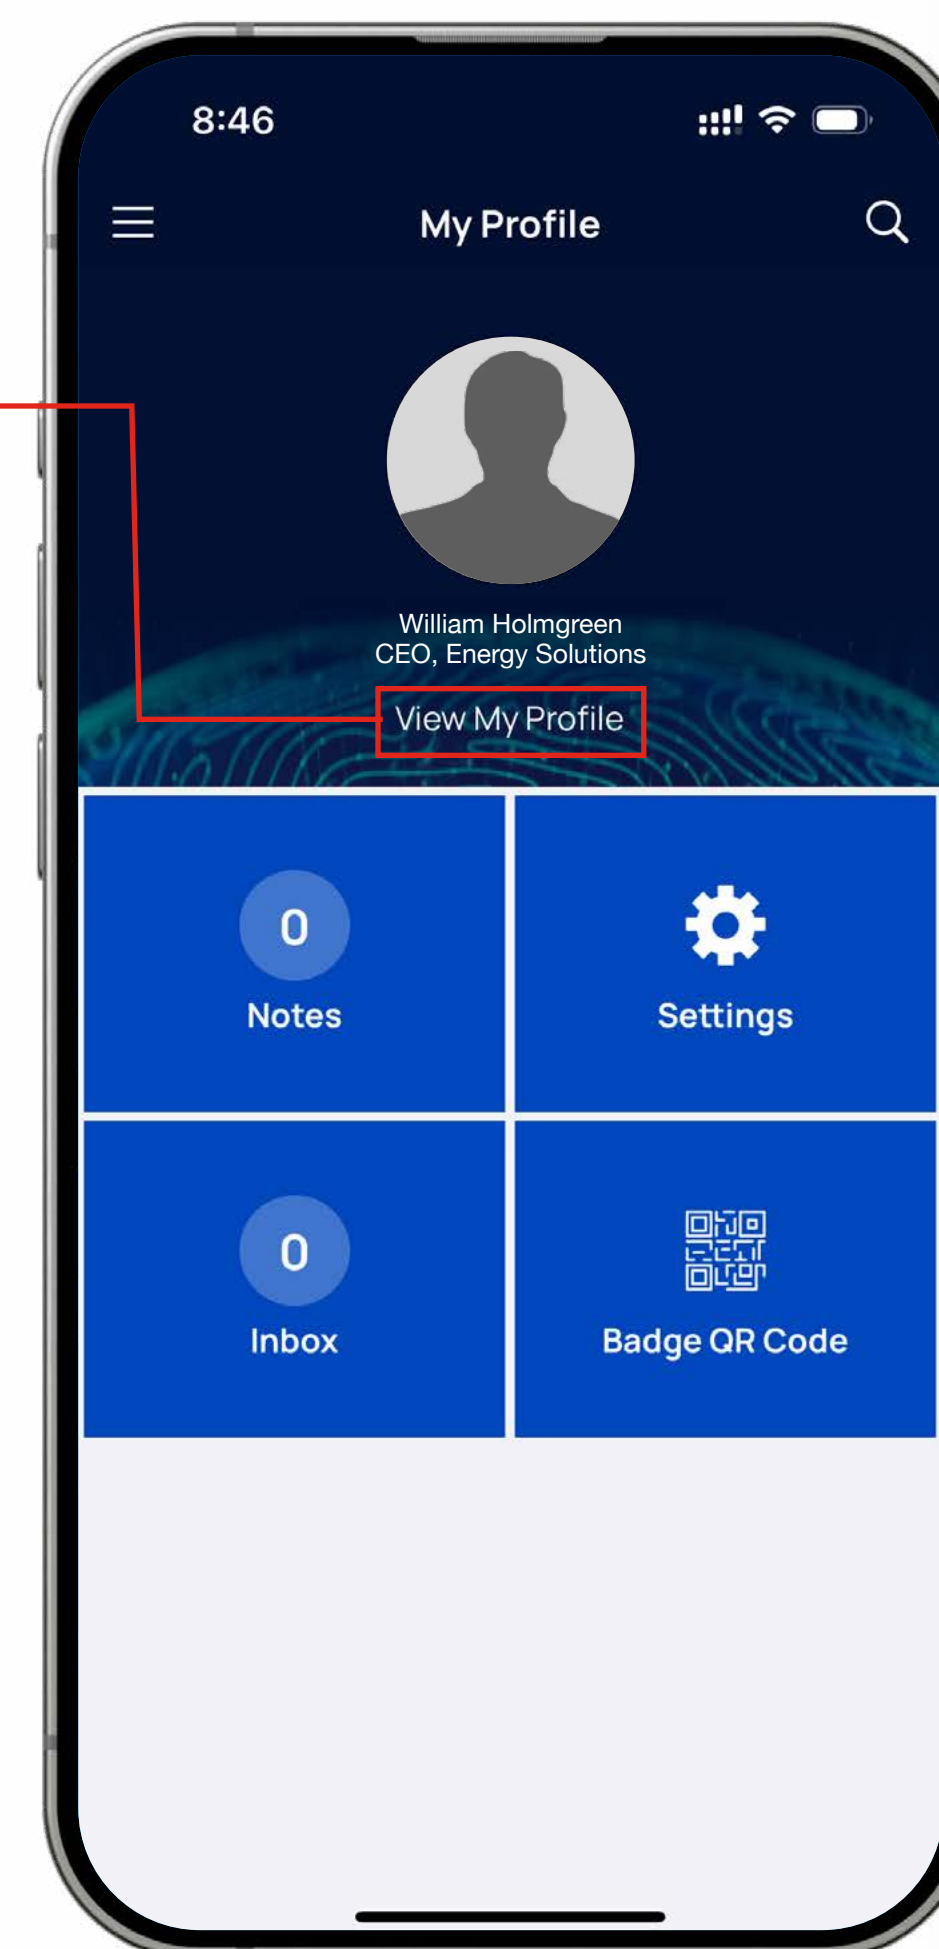 8:46
My Profile
William Holmgreen
CEO, Energy Solutions
View My Profile
0
Notes
Settings
0
Inbox
Badge QR Code